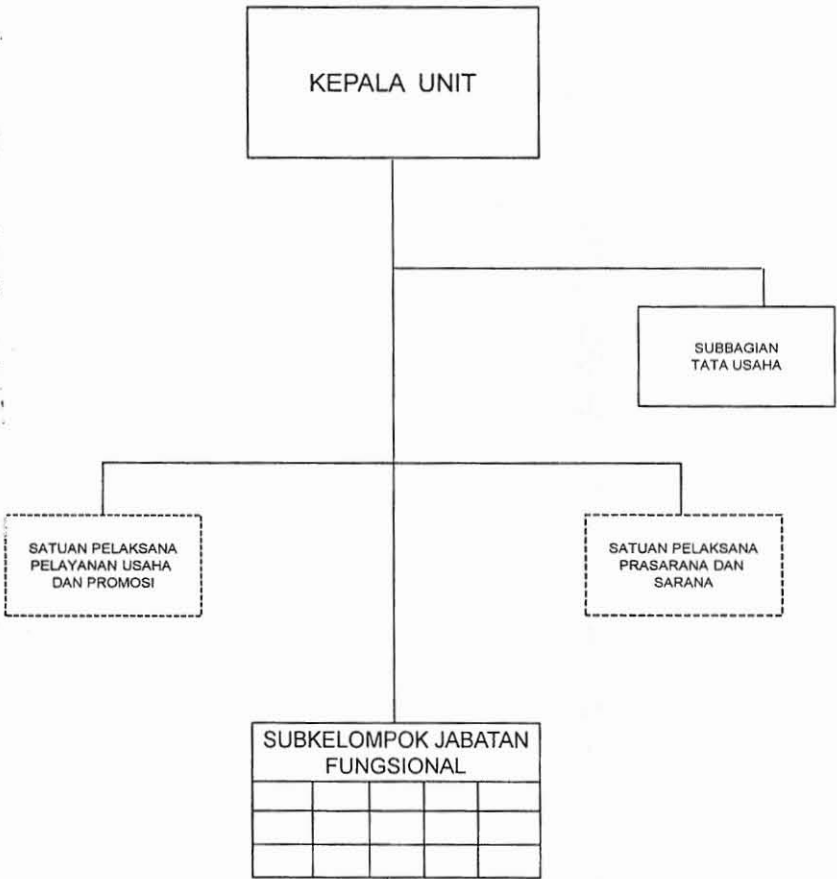 KEPALA UNIT
SUBBAGIAN
TATA USAHA
SATUAN PELAKSANA
PELAYANAN USAHA
DAN PROMOSI
SATUAN PELAKSANA
PRASARANA DAN
SARANA
SUBKELOMPOK JABATAN
FUNGSIONAL